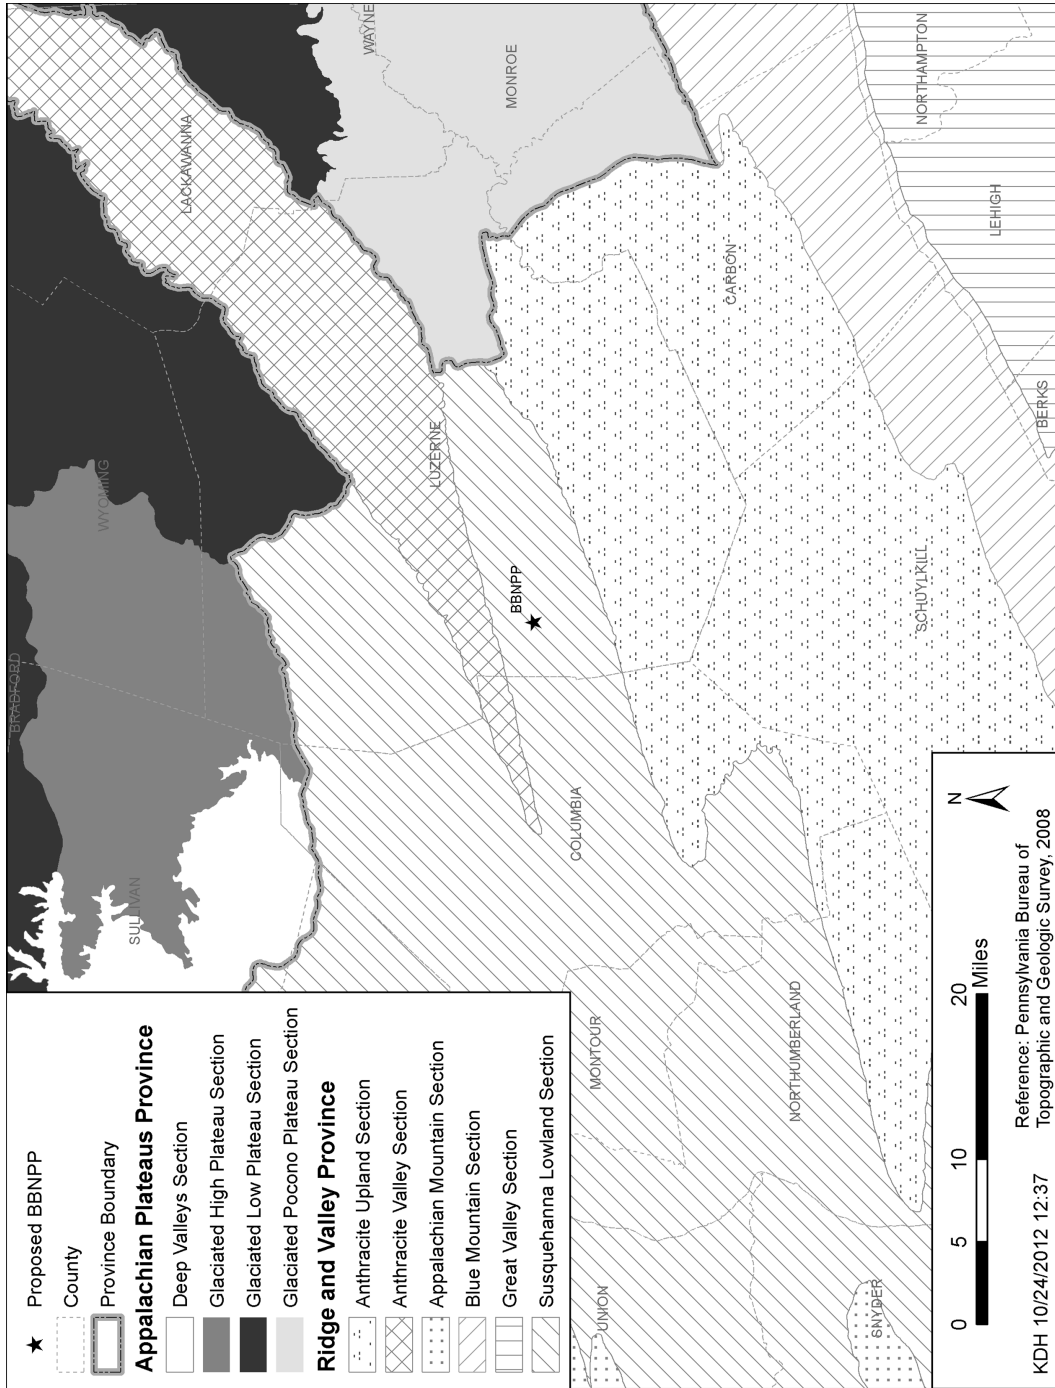 Proposed BBNPP
County
Province Boundary
Appalachian Plateaus Province
Deep Valleys Section
Glaciated High Plateau Section
Glaciated Low Plateau Section
Glaciated Pocono Plateau Section
Ridge and Valley Province
Anthracite Upland Section
Anthracite Valley Section
Appalachian Mountain Section
Blue Mountain Section
Great Valley Section
Susquehanna Lowland Section
BRADFORD
SULLIVAN
WYOMING
LACKAWANNA
WAYNE
MONROE
LUZERNE
BBNPP
COLUMBIA
MONTOUR
UNION
NORTHUMBERLAND
SNYDER
CARBON
SCHUYLKILL
NORTHAMPTON
LEHIGH
BERKS
N
0 5 10 20
Miles
Reference: Pennsylvania Bureau of
Topographic and Geologic Survey, 2008
KDH 10/24/2012 12:37